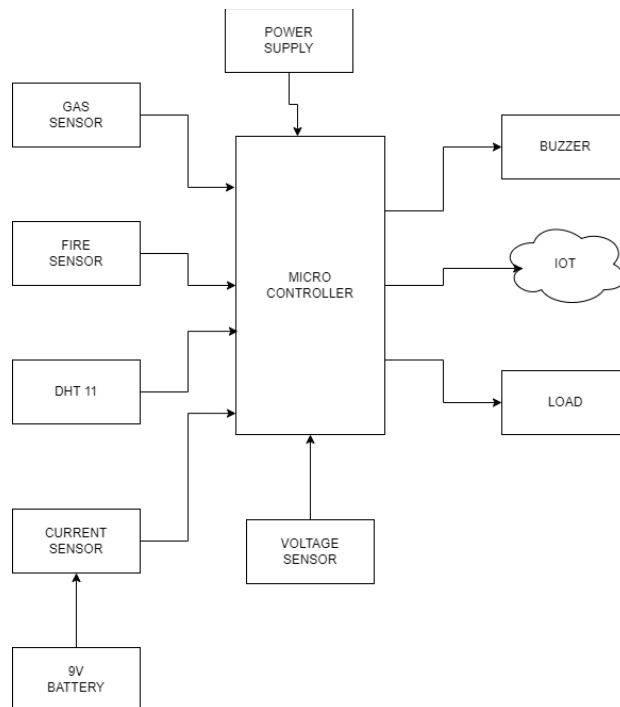 POWER
SUPPLY
GAS
SENSOR
BUZZER
FIRE
SENSOR
MICRO
CONTROLLER
IOT
DHT 11
LOAD
CURRENT
SENSOR
VOLTAGE
SENSOR
9V
BATTERY